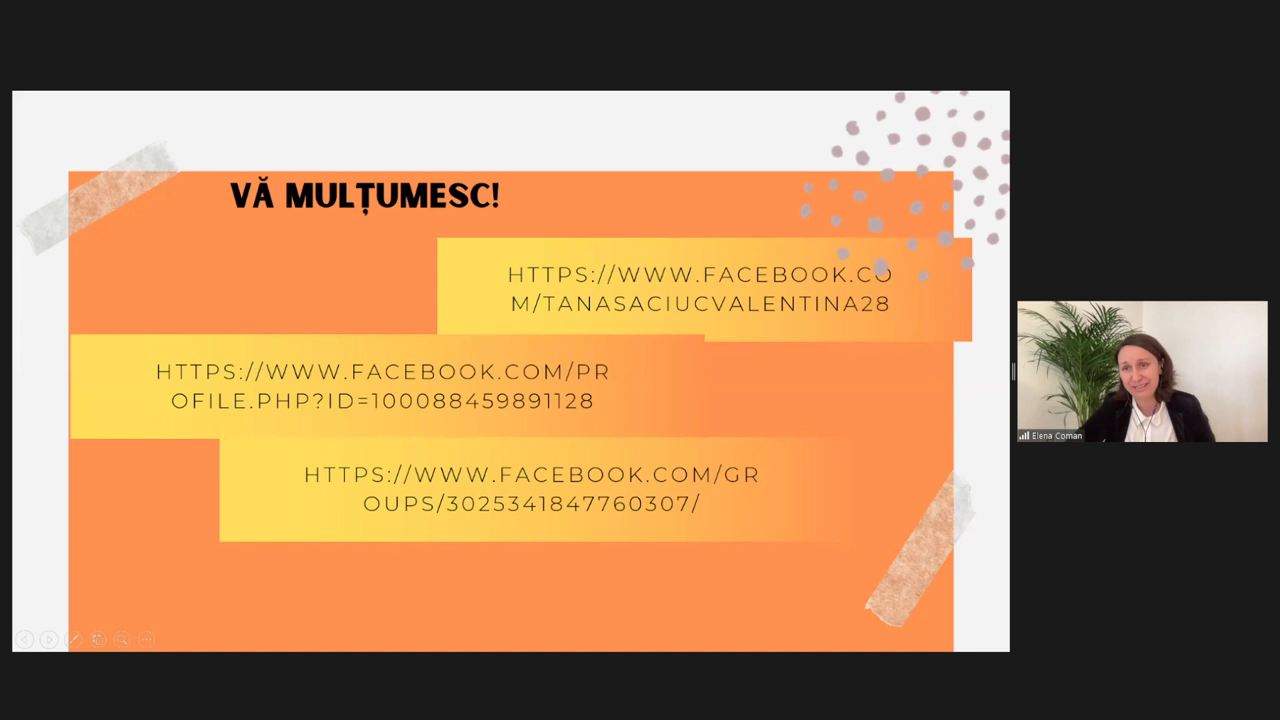 VĂ MULȚUMESC!
HTTPS://WWW.FACEBOOK.CO
M/TANASACIUCVALENTINA28
HTTPS://WWW.FACEBOOK.COM/PR
OFILE.PHP?ID=100088459891128
HTTPS://WWW.FACEBOOK.COM/GR
OUPS/3025341847760307/
Elena Coman